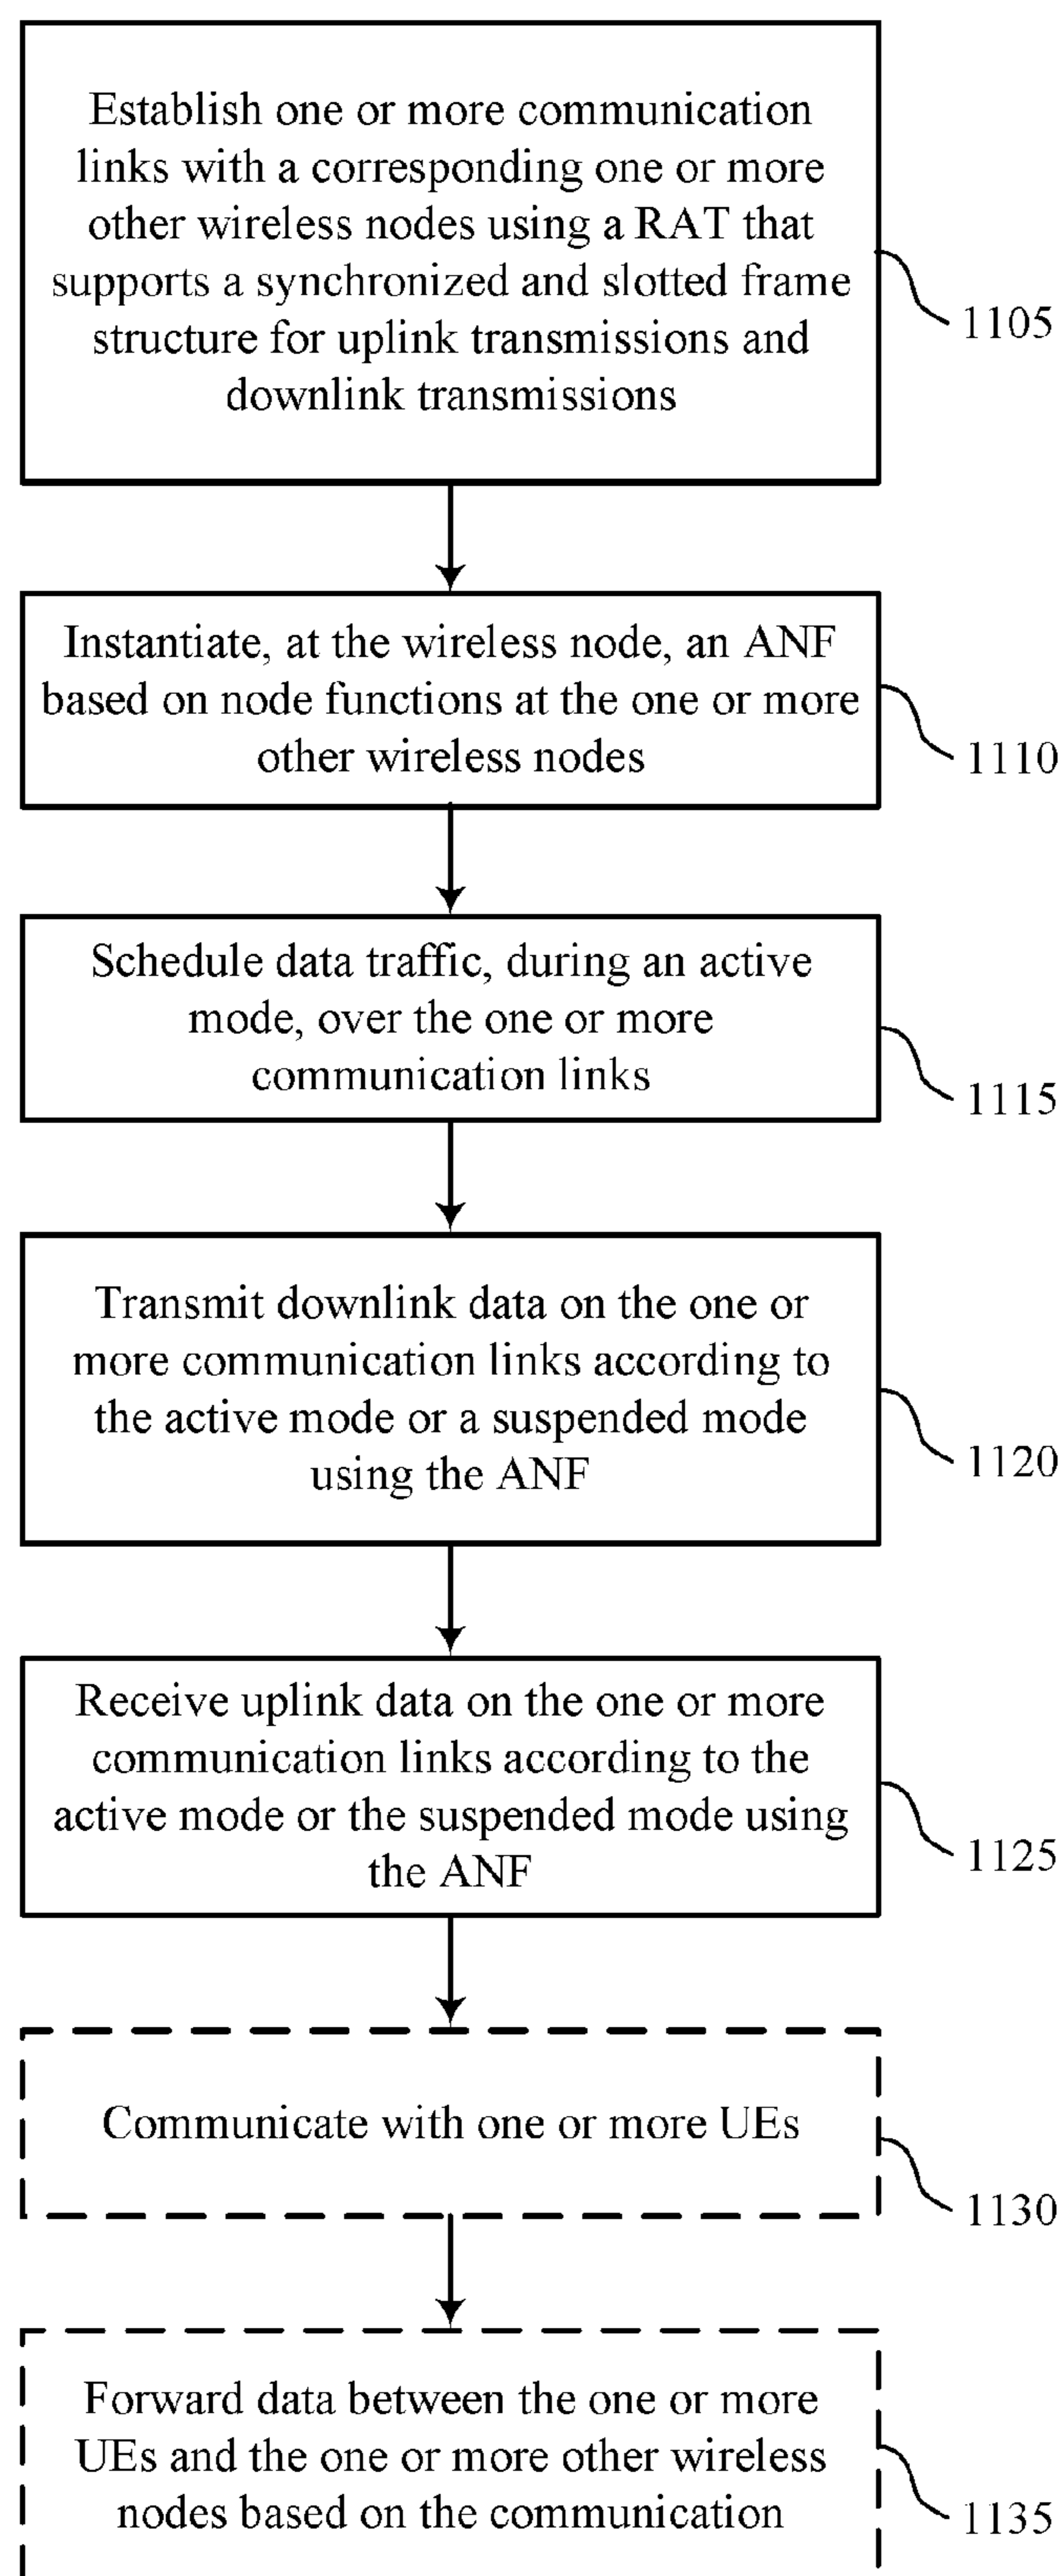 Establish one or more communication
links with a corresponding one or more
other wireless nodes using a RAT that
supports a synchronized and slotted frame
structure for uplink transmissions and
downlink transmissions
1105
Instantiate, at the wireless node, an ANF
based on node functions at the one or more
other wireless nodes
1110
Schedule data traffic, during an active
mode, over the one or more
communication links
1115
Transmit downlink data on the one or
more communication links according to
the active mode or a suspended mode
using the ANF
1120
Receive uplink data on the one or more
communication links according to the
active mode or the suspended mode using
the ANF
1125
Communicate with one or more UEs
1130
Forward data between the one or more
UEs and the one or more other wireless
nodes based on the communication
1135